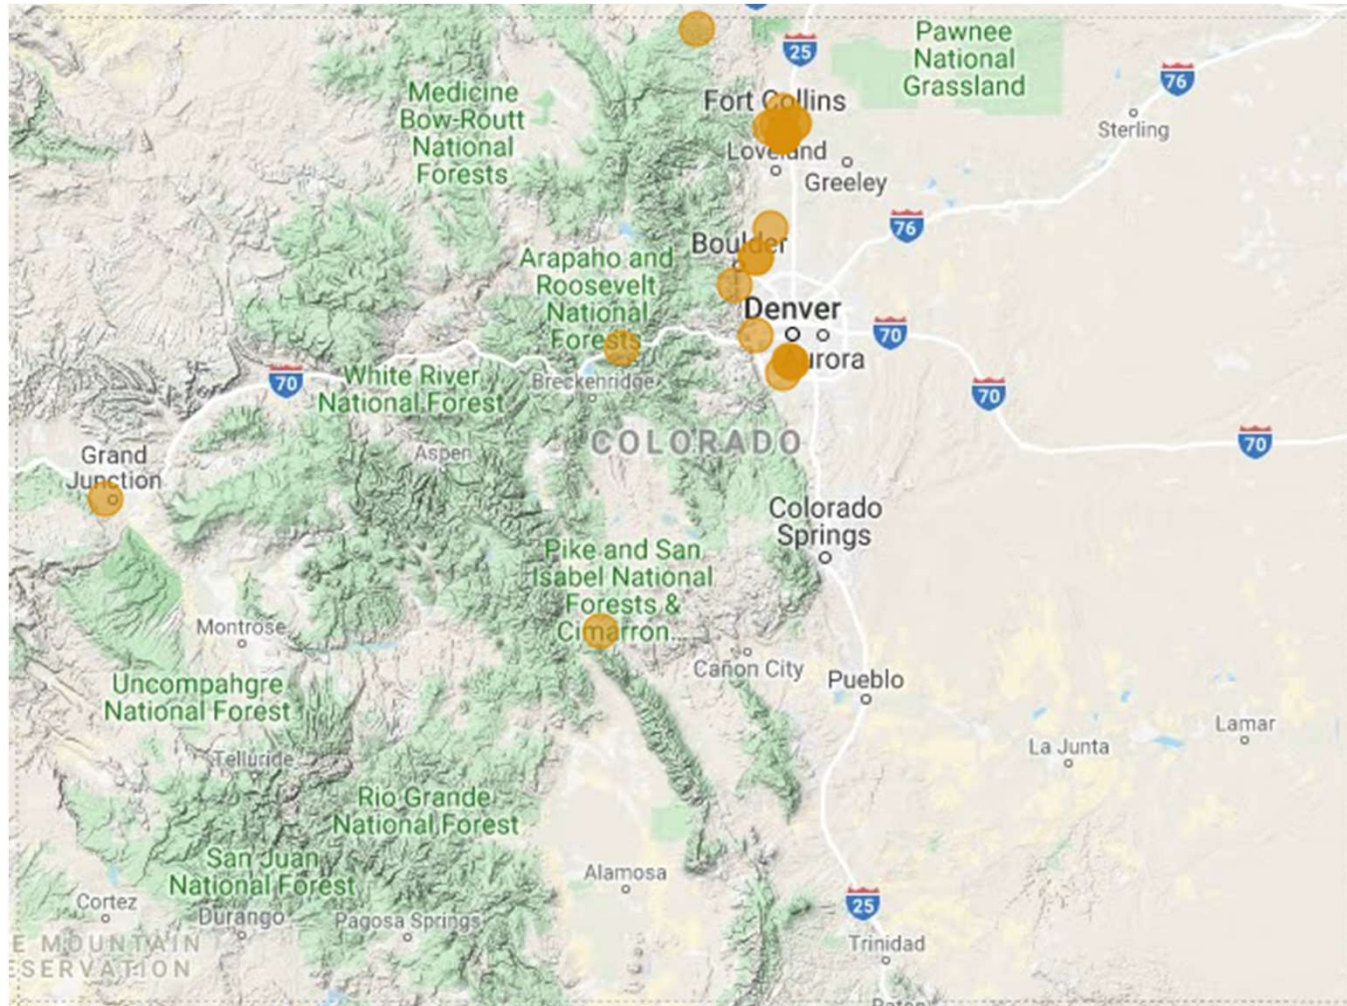 Pawnee
National
Grassland
25
76
Medicine
Bow-Routt
National
Forests
Fort Collins
Sterling
Loveland
Greeley
76
Boulder
Arapaho and
Roosevelt
National
Forests
Denver
70
Aurora
70
White River
National Forest
Breckenridge
70
COLORADO
70
Grand
Junction
Aspen
Colorado
Springs
Pike and San
Isabel National
Forests &
Cimarron...
Montrose
Cañon City
Pueblo
Uncompahgre
National Forest
Lamar
La Junta
Telluride
Rio Grande
National Forest
San Juan
National Forest
Alamosa
Cortez
Durango
Pagosa Springs
25
E MOUNTAIN
ESERVATION
Trinidad